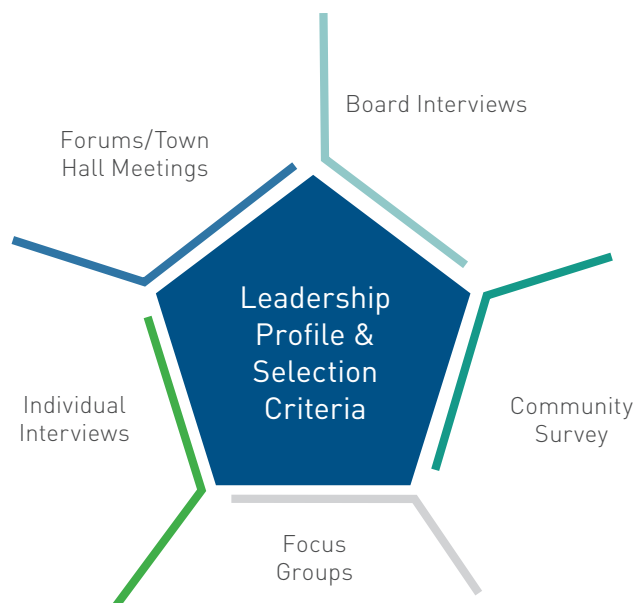 Board Interviews
Forums/Town
Hall Meetings
Leadership
Profile &
Selection
Criteria
Individual
Interviews
Community
Survey
Focus
Groups